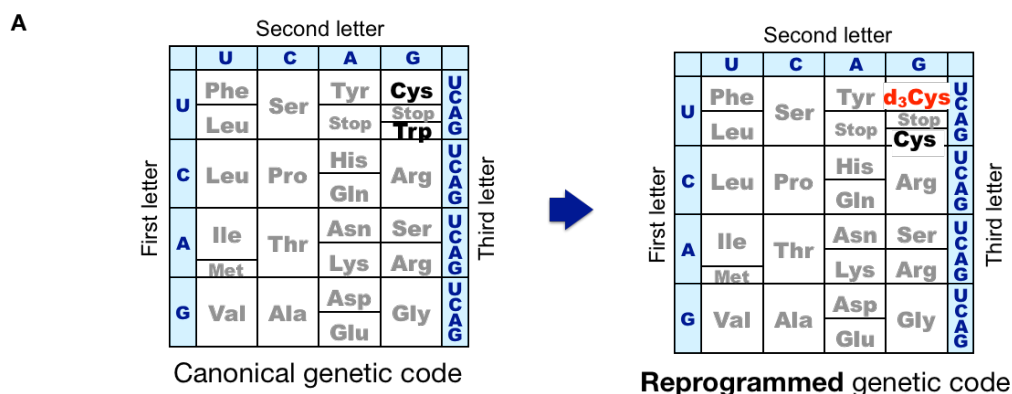 A
Second letter
U C A G
First letter
U
Phe
Leu
Ser
Tyr
Stop
Cys
Stop
Trp
U
C
A
G
C
Leu
Pro
His
Gln
Arg
U
C
A
G
A
Ile
Met
Thr
Asn
Lys
Ser
Arg
U
C
A
G
G
Val
Ala
Asp
Glu
Gly
U
C
A
G
Third letter
Canonical genetic code
Second letter
U C A G
First letter
U
Phe
Leu
Ser
Tyr
Stop
d₃Cys
Stop
Cys
U
C
A
G
C
Leu
Pro
His
Gln
Arg
U
C
A
G
A
Ile
Met
Thr
Asn
Lys
Ser
Arg
U
C
A
G
G
Val
Ala
Asp
Glu
Gly
U
C
A
G
Third letter
Reprogrammed genetic code